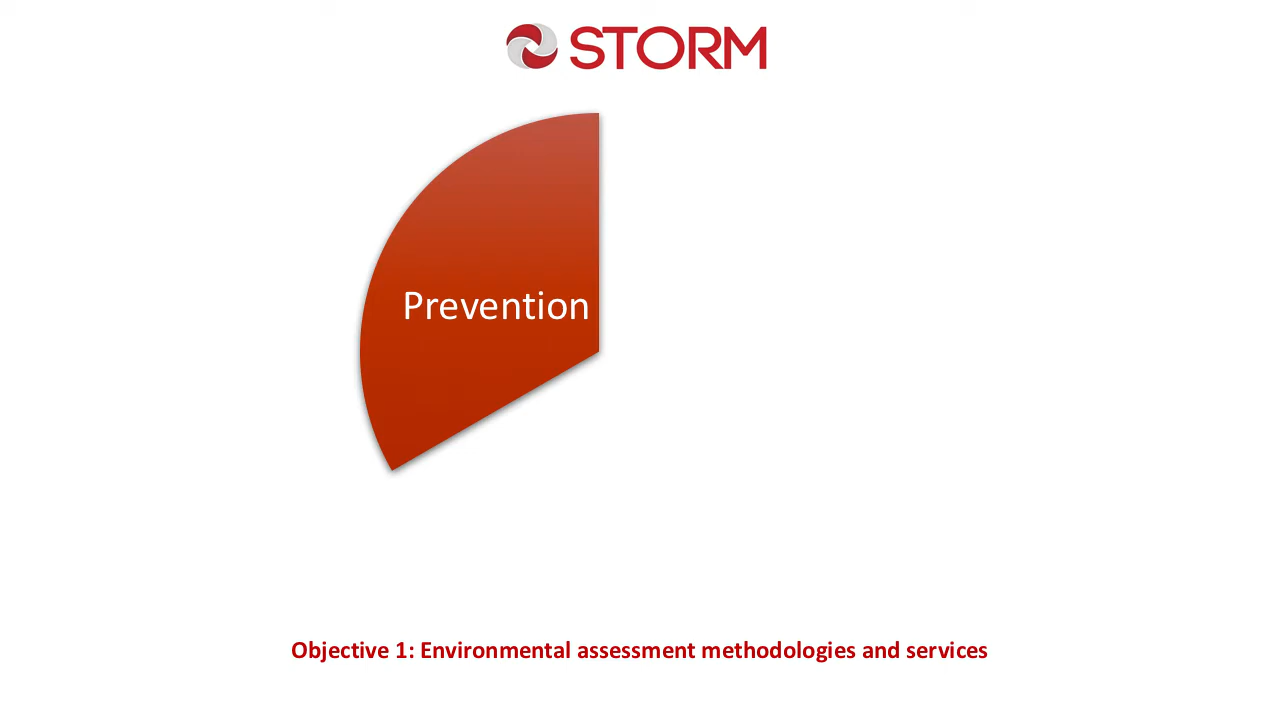 STORM
Prevention
Objective 1: Environmental assessment methodologies and services